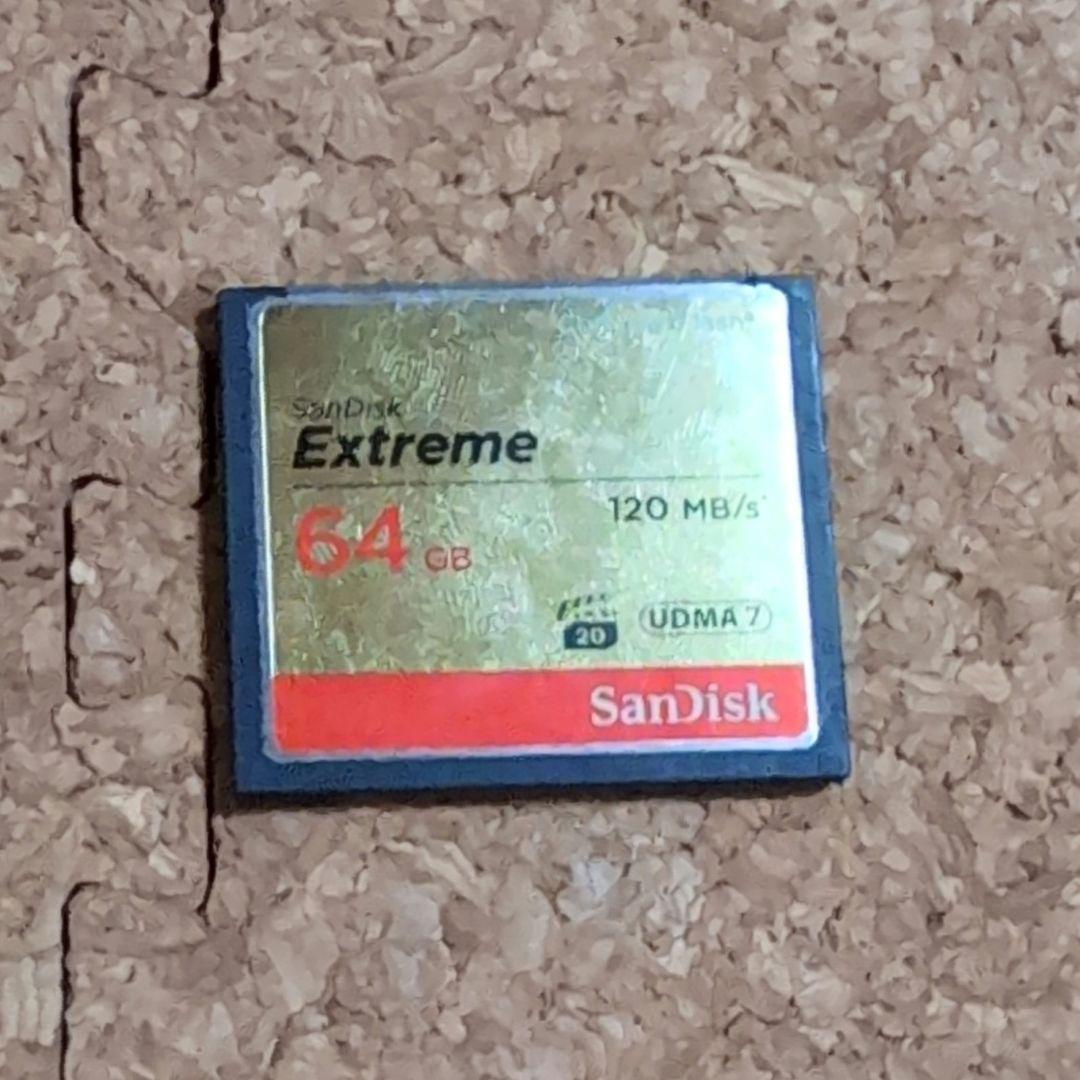 SanDisk
Extreme
120 MB/s
64 GB
20
UDMA 7
SanDisk